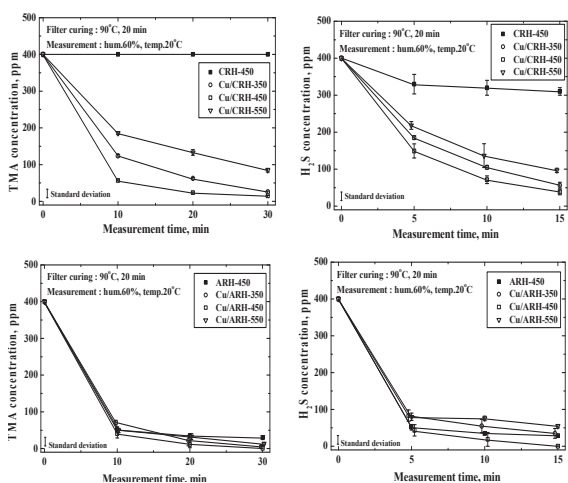 Filter curing : 90°C, 20 min
Measurement : hum.60%, temp.20°C
CRH-450
Cu/CRH-350
Cu/CRH-450
Cu/CRH-550
TMA concentration, ppm
500
400
300
200
100
0
Standard deviation
0 10 20 30
Measurement time, min
Filter curing : 90°C, 20 min
Measurement : hum.60%, temp.20°C
CRH-450
Cu/CRH-350
Cu/CRH-450
Cu/CRH-550
H₂S concentration, ppm
500
400
300
200
100
0
Standard deviation
0 5 10 15
Measurement time, min
Filter curing : 90°C, 20 min
Measurement : hum.60%, temp.20°C
ARH-450
Cu/ARH-350
Cu/ARH-450
Cu/ARH-550
TMA concentration, ppm
500
400
300
200
100
0
Standard deviation
0 10 20 30
Measurement time, min
Filter curing : 90°C, 20 min
Measurement : hum.60%, temp.20°C
ARH-450
Cu/ARH-350
Cu/ARH-450
Cu/ARH-550
H₂S concentration, ppm
500
400
300
200
100
0
Standard deviation
0 5 10 15
Measurement time, min